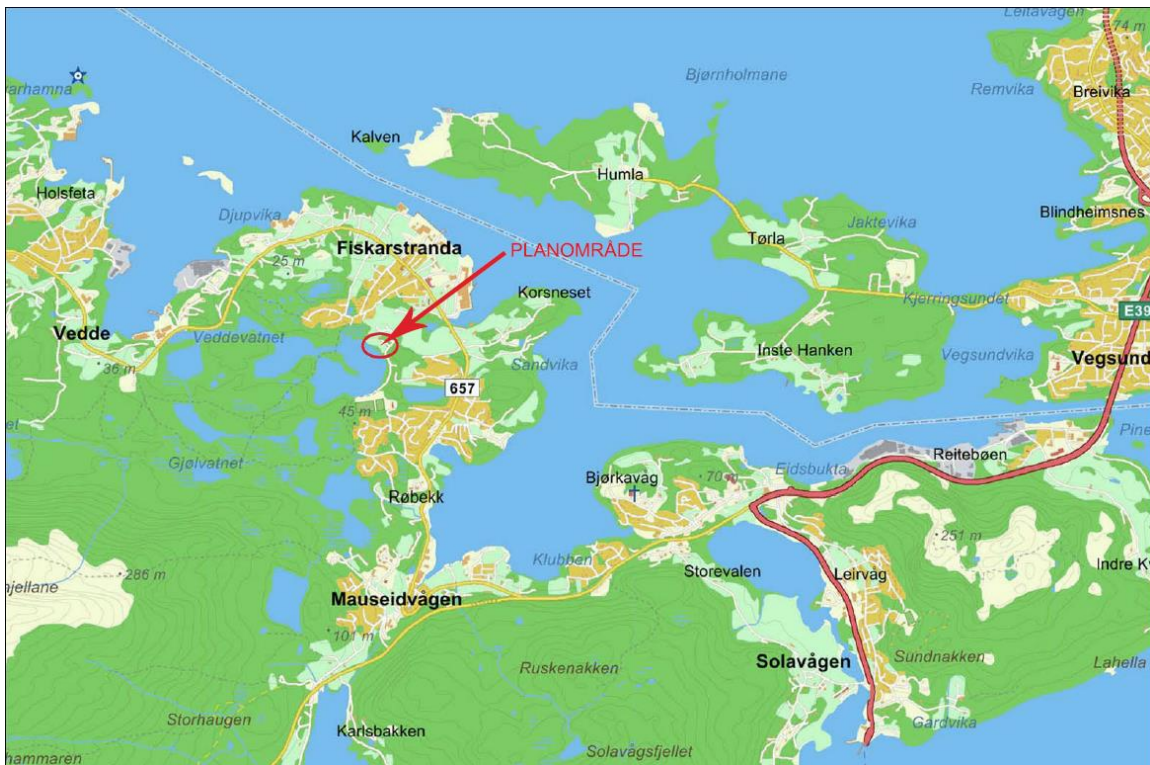 Leitavågen
74 m
Bjørnholmane
Remvika
Breivika
Kalven
Humla
Holsfeta
Blindheimsnes
Djupvika
Jaktevika
Tørla
Fiskarstranda
PLANOMRÅDE
25 m
Korsneset
Kjerringsundet
E39
Vedde
Veddevatnet
36 m
Sandvika
Inste Hanken
Vegsundvika
Vegsund
657
45 m
Gjølvatnet
Reitebøen
Eidsbukta
Bjørkavåg
70 m
Røbekk
251 m
Klubben
286 m
Storevalen
Leirvåg
Indre Kv
Mauseidvågen
101 m
Solavågen
Sundnakken
Lahella
Ruskenakken
Storhaugen
Karlsbakken
Gardvika
Solavågsfjellet